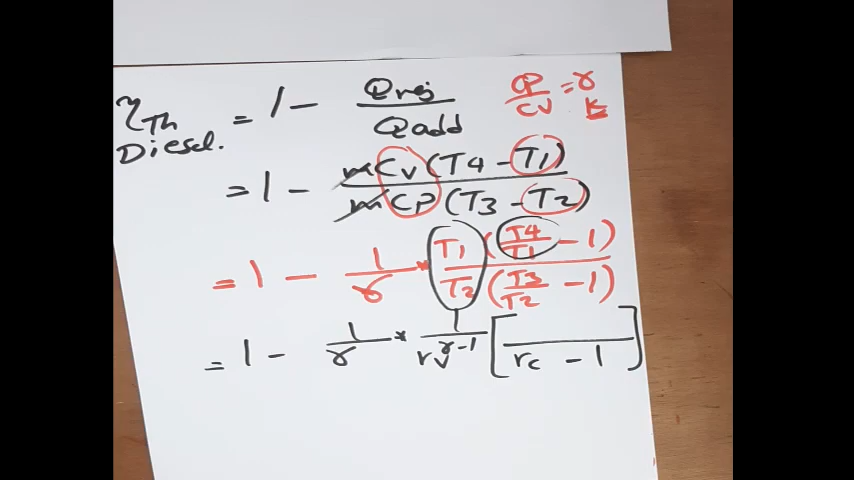 ηTh Diesel. = 1 - Qrej / Qadd   CP/CV = γ K
= 1 - mCv(T4 - T1) / mCP(T3 - T2)
= 1 - 1/γ * T1/T2 (T4/T1 - 1) / (T3/T2 - 1)
= 1 - 1/γ * 1/rv^γ-1 [ / rc - 1 ]